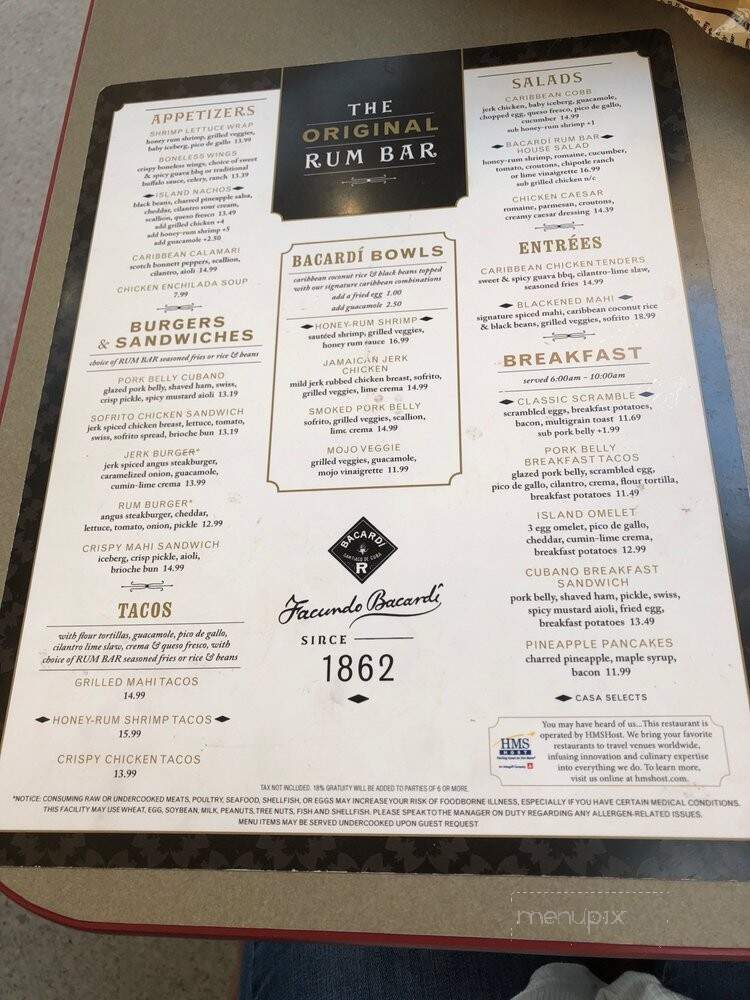 THE
ORIGINAL
RUM BAR
APPETIZERS
SHRIMP LETTUCE WRAP
honey rum shrimp, grilled veggies,
baby iceberg, pico de gallo 13.99
BONELESS WINGS
crispy boneless wings, choice of sweet
& spicy guava bbq or traditional
buffalo sauce, celery, ranch 13.39
ISLAND NACHOS
black beans, charred pineapple salsa,
cheddar, cilantro sour cream,
scallion, queso fresco 13.49
add grilled chicken +4
add honey-rum shrimp +5
add guacamole +2.50
CARIBBEAN CALAMARI
scotch bonnett peppers, scallion,
cilantro, aioli 14.99
CHICKEN ENCHILADA SOUP
7.99
BURGERS
& SANDWICHES
choice of RUM BAR seasoned fries or rice & beans
PORK BELLY CUBANO
glazed pork belly, shaved ham, swiss,
crisp pickle, spicy mustard aioli 13.19
SOFRITO CHICKEN SANDWICH
jerk spiced chicken breast, lettuce, tomato,
swiss, sofrito spread, brioche bun 13.19
JERK BURGER*
jerk spiced angus steakburger,
caramelized onion, guacamole,
cumin-lime crema 13.99
RUM BURGER*
angus steakburger, cheddar,
lettuce, tomato, onion, pickle 12.99
CRISPY MAHI SANDWICH
iceberg, crisp pickle, aioli,
brioche bun 14.99
TACOS
with flour tortillas, guacamole, pico de gallo,
cilantro lime slaw, crema & queso fresco, with
choice of RUM BAR seasoned fries or rice & beans
GRILLED MAHI TACOS
14.99
HONEY-RUM SHRIMP TACOS
15.99
CRISPY CHICKEN TACOS
13.99
BACARDÍ BOWLS
caribbean coconut rice & black beans topped
with our signature caribbean combinations
add a fried egg 1.00
add guacamole 2.50
HONEY-RUM SHRIMP
sautéed shrimp, grilled veggies,
honey rum sauce 16.99
JAMAICAN JERK
CHICKEN
mild jerk rubbed chicken breast, sofrito,
grilled veggies, lime crema 14.99
SMOKED PORK BELLY
sofrito, grilled veggies, scallion,
lime crema 14.99
MOJO VEGGIE
grilled veggies, guacamole,
mojo vinaigrette 11.99
BACARDI
SANTIAGO DE CUBA
R
Facundo Bacardi
SINCE
1862
SALADS
CARIBBEAN COBB
jerk chicken, baby iceberg, guacamole,
chopped egg, queso fresco, pico de gallo,
cucumber 14.99
sub honey-rum shrimp +1
BACARDÍ RUM BAR
HOUSE SALAD
honey-rum shrimp, romaine, cucumber,
tomato, croutons, chipotle ranch
or lime vinaigrette 16.99
sub grilled chicken n/c
CHICKEN CAESAR
romaine, parmesan, croutons,
creamy caesar dressing 14.39
ENTRÉES
CARIBBEAN CHICKEN TENDERS
sweet & spicy guava bbq, cilantro-lime slaw,
seasoned fries 14.99
BLACKENED MAHI
signature spiced mahi, caribbean coconut rice
& black beans, grilled veggies, sofrito 18.99
BREAKFAST
served 6:00am - 10:00am
CLASSIC SCRAMBLE
scrambled eggs, breakfast potatoes,
bacon, multigrain toast 11.69
sub pork belly +1.99
PORK BELLY
BREAKFAST TACOS
glazed pork belly, scrambled egg,
pico de gallo, cilantro, crema, flour tortilla,
breakfast potatoes 11.49
ISLAND OMELET
3 egg omelet, pico de gallo,
cheddar, cumin-lime crema,
breakfast potatoes 12.99
CUBANO BREAKFAST
SANDWICH
pork belly, shaved ham, pickle, swiss,
spicy mustard aioli, fried egg,
breakfast potatoes 13.49
PINEAPPLE PANCAKES
charred pineapple, maple syrup,
bacon 11.99
CASA SELECTS
HMS
HOST
You may have heard of us...This restaurant is
operated by HMSHost. We bring your favorite
restaurants to travel venues worldwide,
infusing innovation and culinary expertise
into everything we do. To learn more,
visit us online at hmshost.com.
TAX NOT INCLUDED. 18% GRATUITY WILL BE ADDED TO PARTIES OF 6 OR MORE.
*NOTICE: CONSUMING RAW OR UNDERCOOKED MEATS, POULTRY, SEAFOOD, SHELLFISH, OR EGGS MAY INCREASE YOUR RISK OF FOODBORNE ILLNESS, ESPECIALLY IF YOU HAVE CERTAIN MEDICAL CONDITIONS.
THIS FACILITY MAY USE WHEAT, EGG, SOYBEAN, MILK, PEANUTS, TREE NUTS, FISH AND SHELLFISH. PLEASE SPEAK TO THE MANAGER ON DUTY REGARDING ANY ALLERGEN-RELATED ISSUES.
MENU ITEMS MAY BE SERVED UNDERCOOKED UPON GUEST REQUEST
menupix